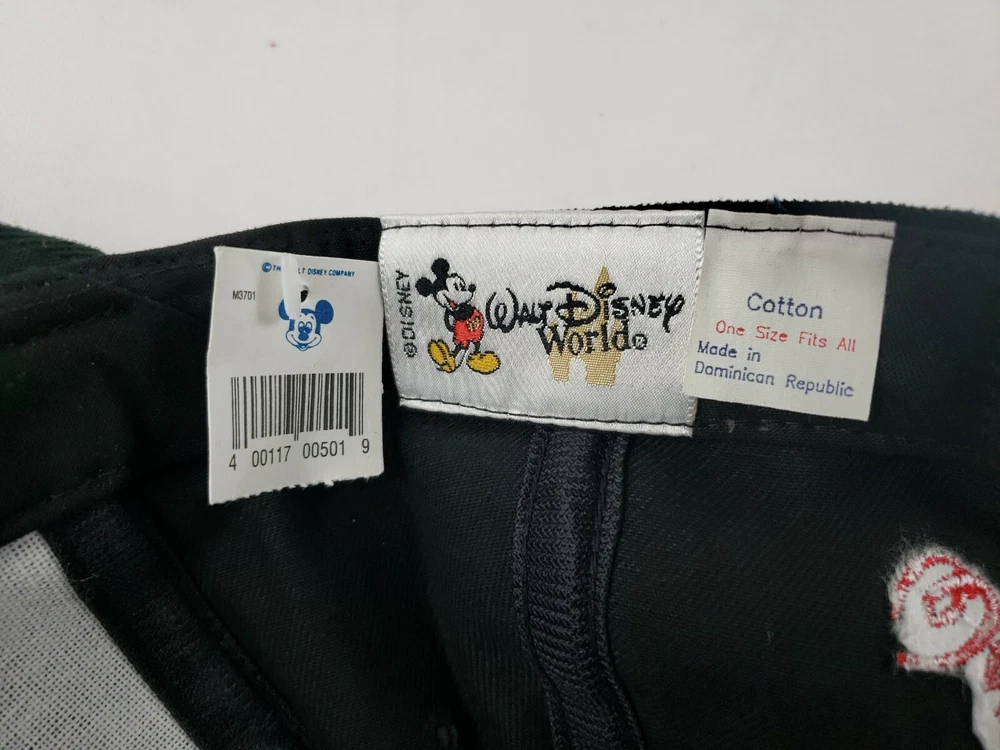 © THE WALT DISNEY COMPANY
M3701
4 00117 00501 9
©DISNEY
WALT DISNEY
World®
Cotton
One Size Fits All
Made in
Dominican Republic